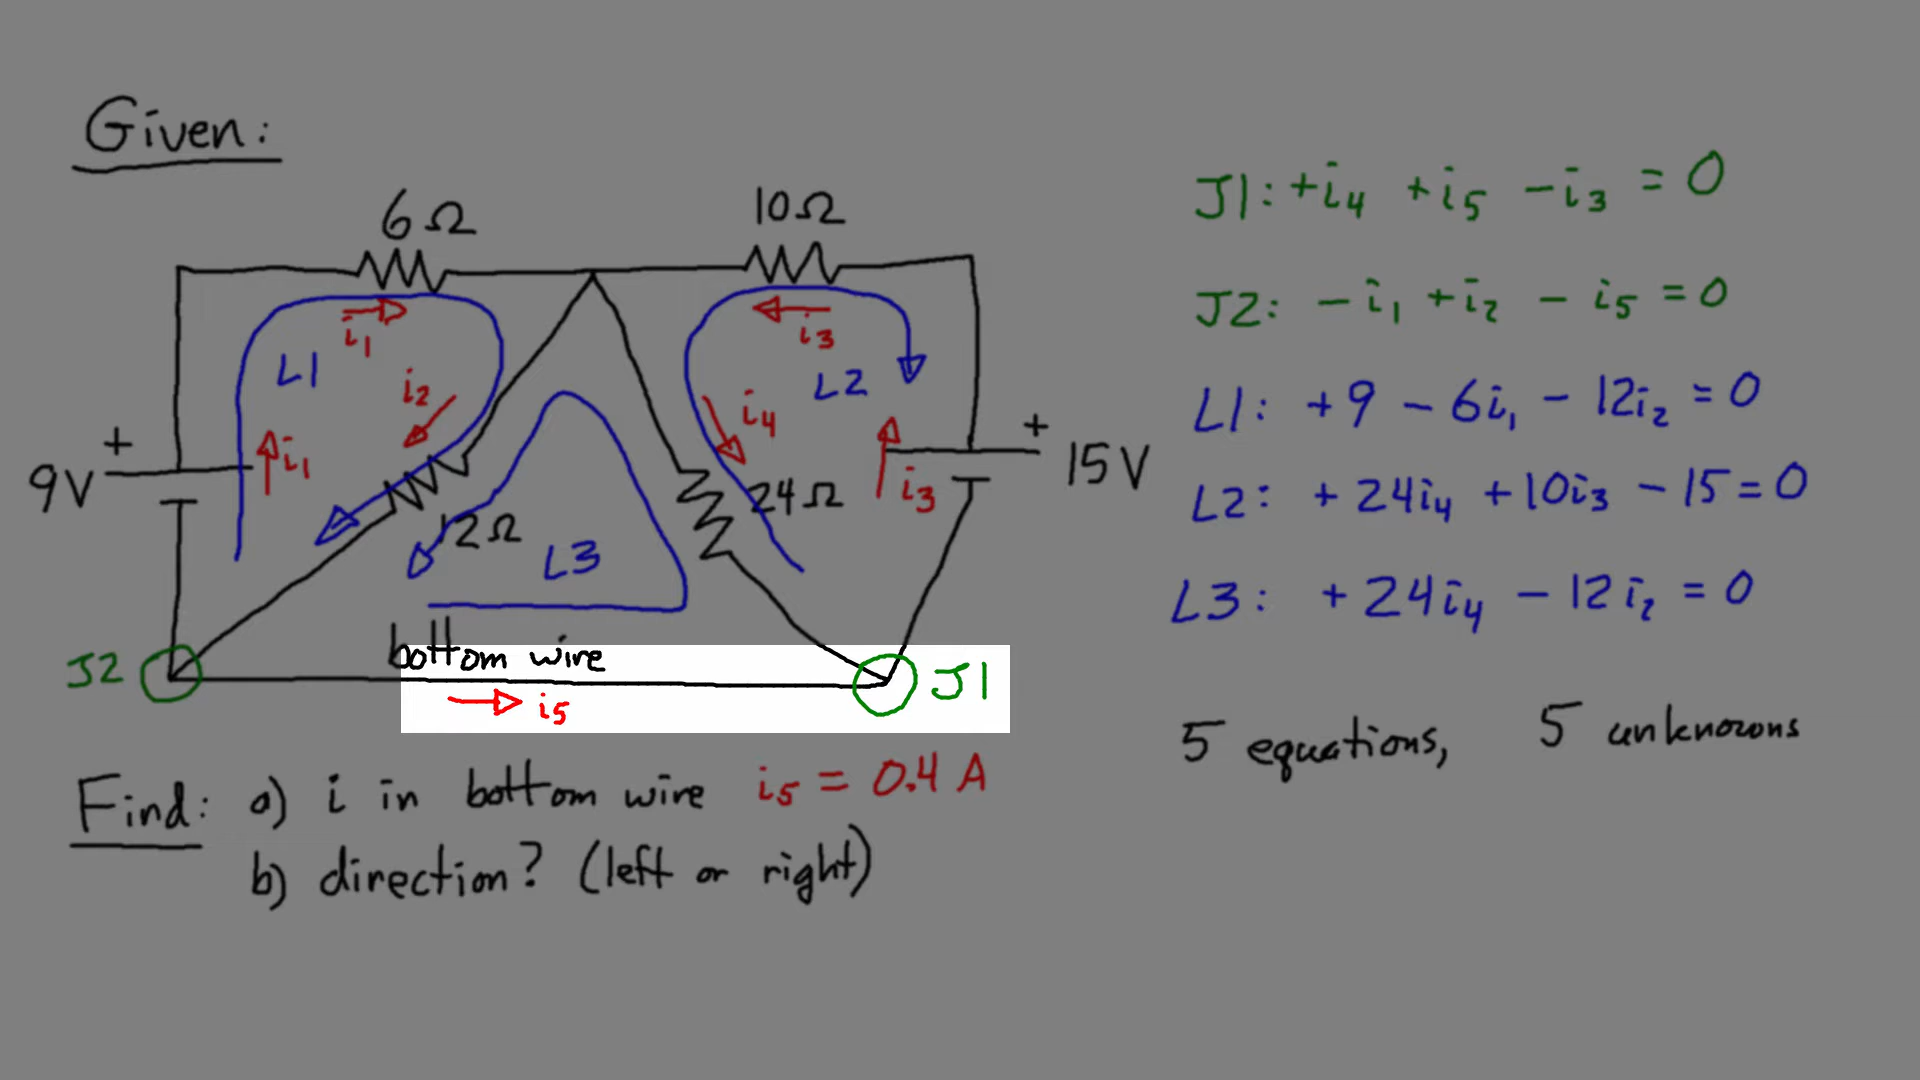 Given:
6Ω
10Ω
i₁
i₃
L1
i₂
L2
i₄
+
i₁
+
9V
i₃
15V
24Ω
12Ω
L3
bottom wire
J2
J1
i₅
Find: a) i in bottom wire i₅ = 0.4 A
b) direction? (left or right)
J1: +i₄ +i₅ -i₃ = 0
J2: -i₁ +i₂ - i₅ = 0
L1: +9 - 6i₁ - 12i₂ = 0
L2: +24i₄ +10i₃ -15 = 0
L3: +24i₄ - 12i₂ = 0
5 equations, 5 unknowns